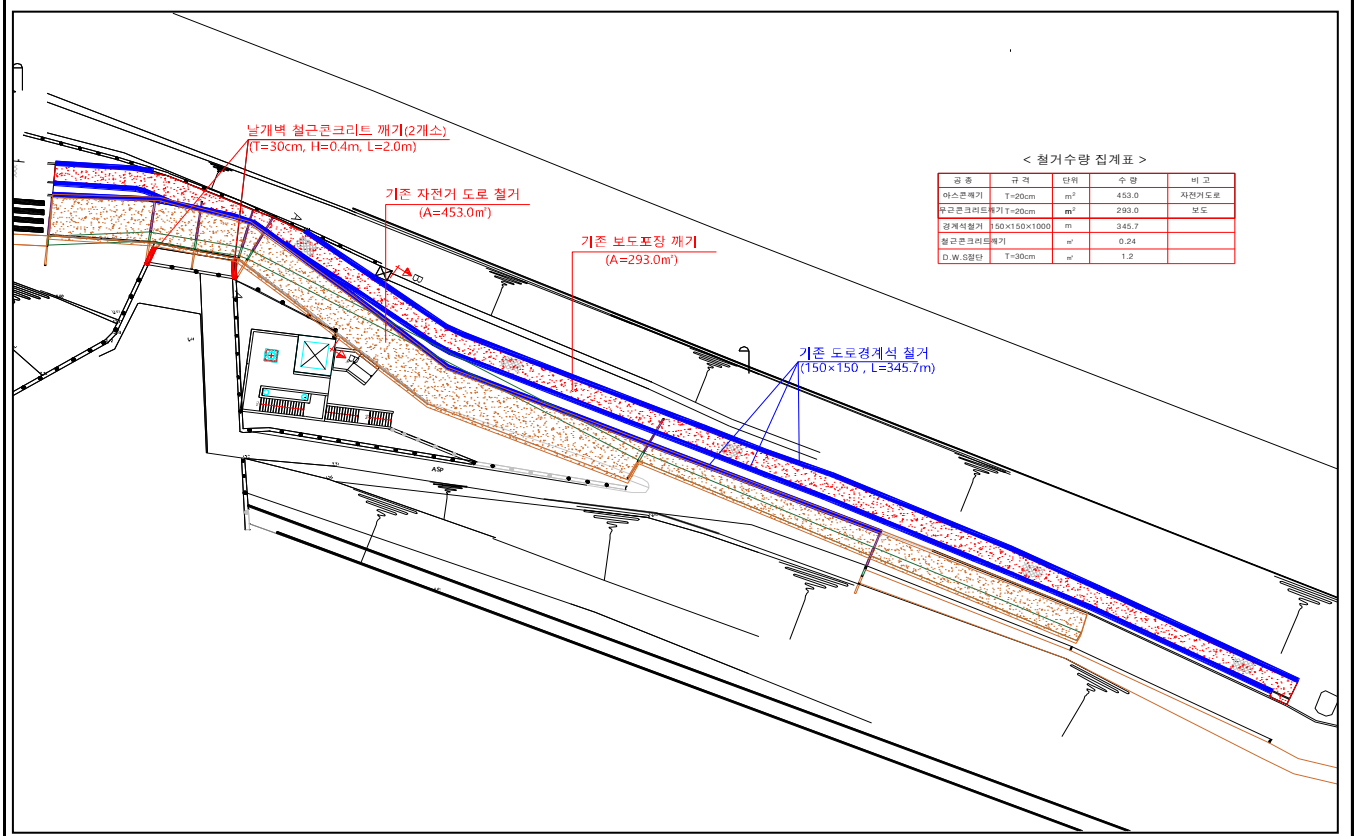 날개벽 철근콘크리트 깨기(2개소)
(T=30cm, H=0.4m, L=2.0m)
기존 자전거 도로 철거
(A=453.0㎡)
기존 보도포장 깨기
(A=293.0㎡)
기존 도로경계석 철거
(150×150 , L=345.7m)
< 철거수량 집계표 >
공 종 규 격 단위 수 량 비 고
아스콘깨기 T=20cm m² 453.0 자전거도로
무근콘크리트깨기 T=20cm m² 293.0 보도
경계석철거 150×150×1000 m 345.7
철근콘크리트깨기 ㎥ 0.24
D.W.S절단 T=30cm ㎡ 1.2
A
B
B
A
ASP